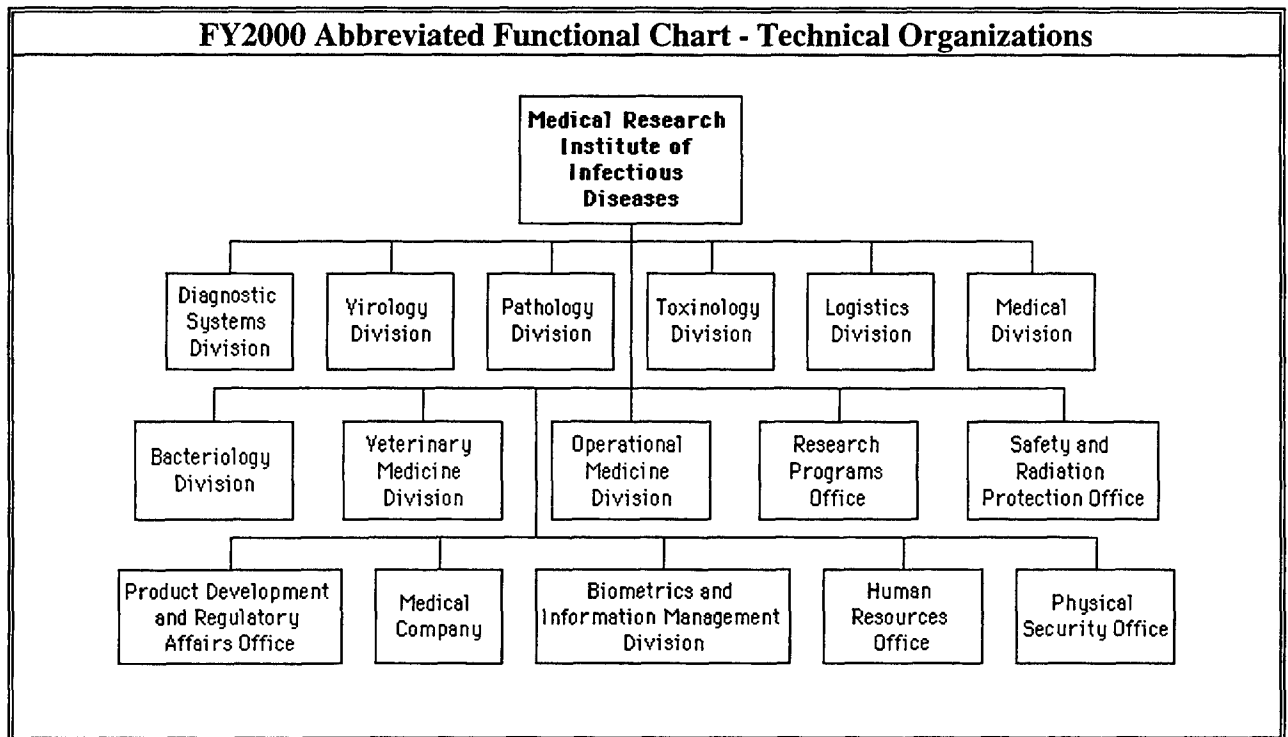 FY2000 Abbreviated Functional Chart - Technical Organizations
Medical Research
Institute of
Infectious
Diseases
Diagnostic
Systems
Division
Virology
Division
Pathology
Division
Toxinology
Division
Logistics
Division
Medical
Division
Bacteriology
Division
Veterinary
Medicine
Division
Operational
Medicine
Division
Research
Programs
Office
Safety and
Radiation
Protection Office
Product Development
and Regulatory
Affairs Office
Medical
Company
Biometrics and
Information Management
Division
Human
Resources
Office
Physical
Security Office